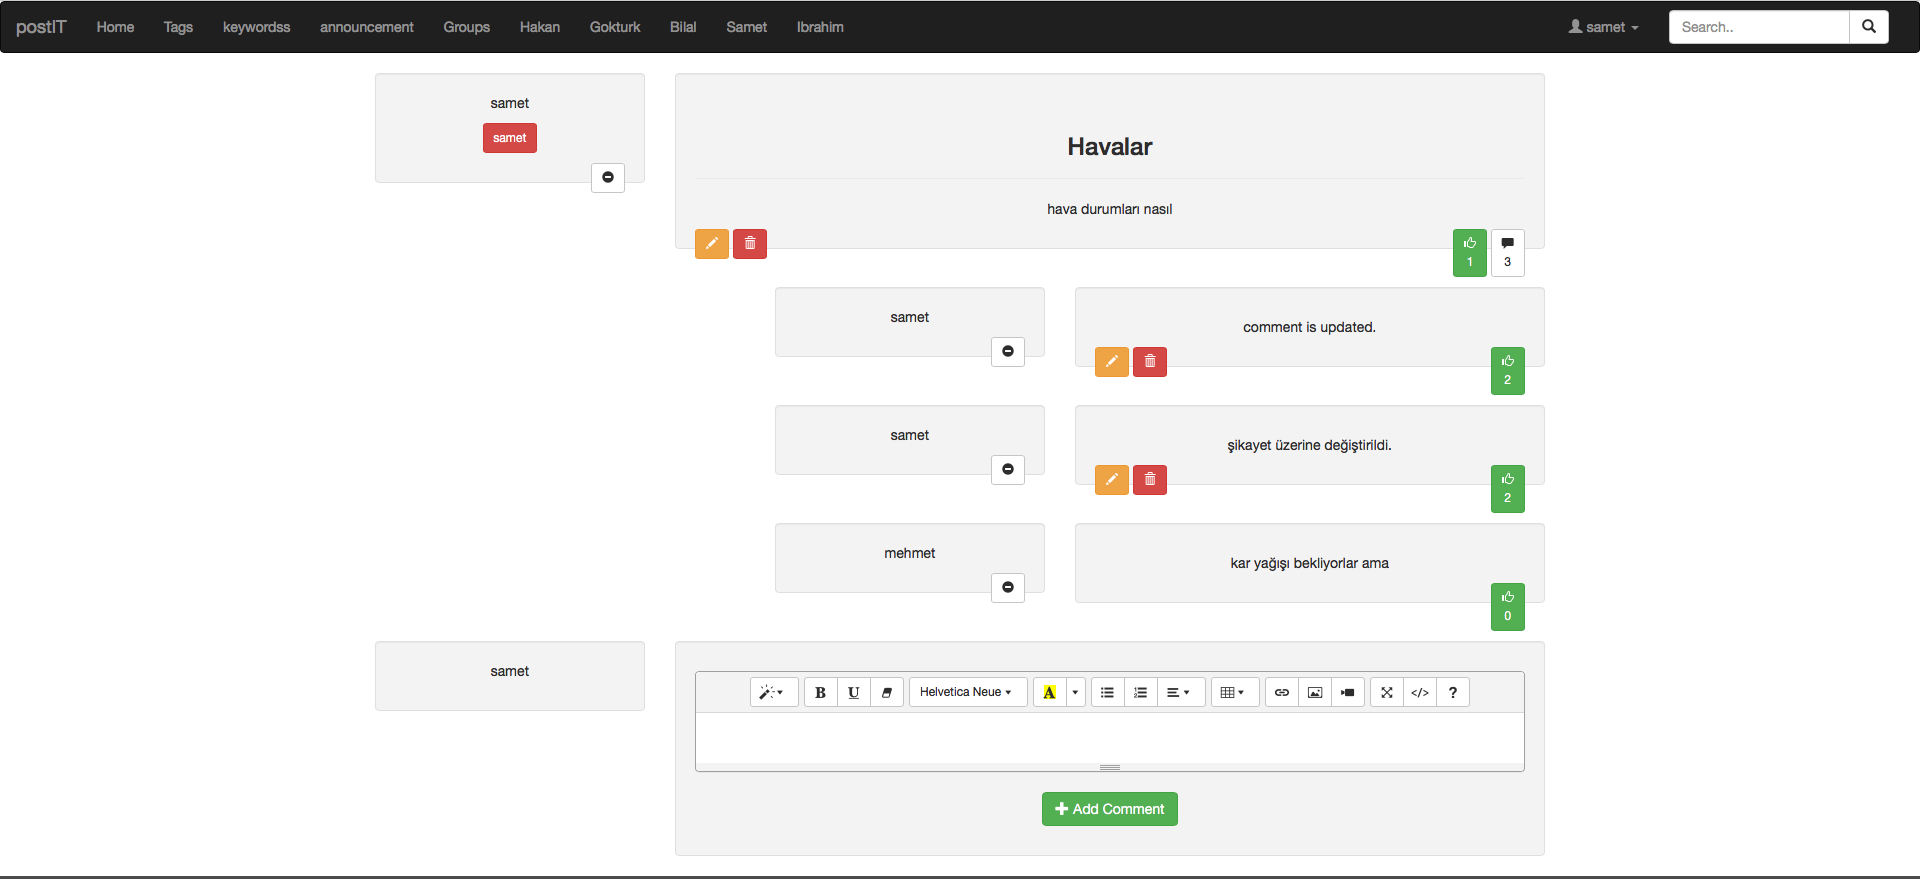 postIT Home Tags keywordss announcement Groups Hakan Gokturk Bilal Samet Ibrahim samet Search..
samet
samet
Havalar
hava durumları nasıl
1 3
samet
comment is updated.
2
samet
şikayet üzerine değiştirildi.
2
mehmet
kar yağışı bekliyorlar ama
0
samet
B U Helvetica Neue A </> ?
Add Comment